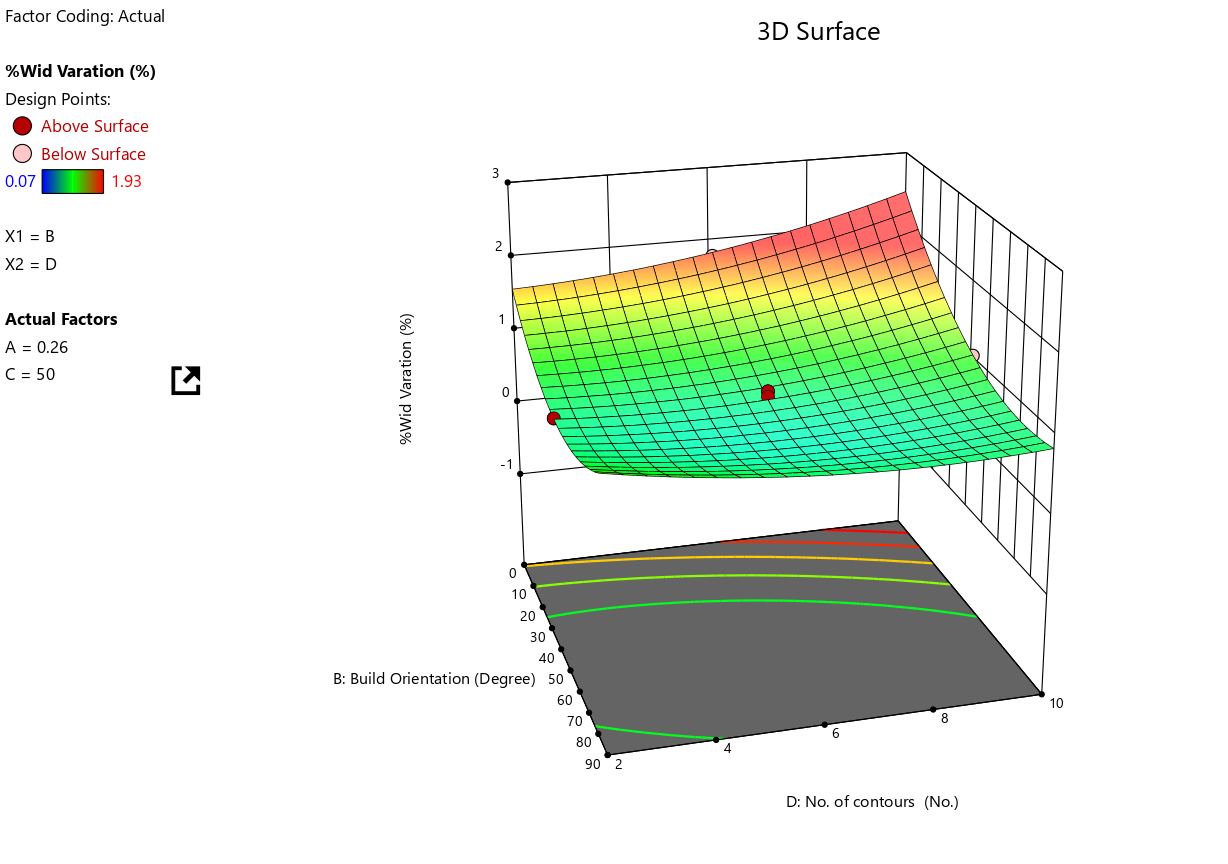 Factor Coding: Actual
3D Surface
%Wid Varation (%)
Design Points:
Above Surface
Below Surface
0.07 1.93
X1 = B
X2 = D
Actual Factors
A = 0.26
C = 50
%Wid Varation (%)
3
2
1
0
-1
0
10
20
30
40
50
60
70
80
90
B: Build Orientation (Degree)
2
4
6
8
10
D: No. of contours (No.)